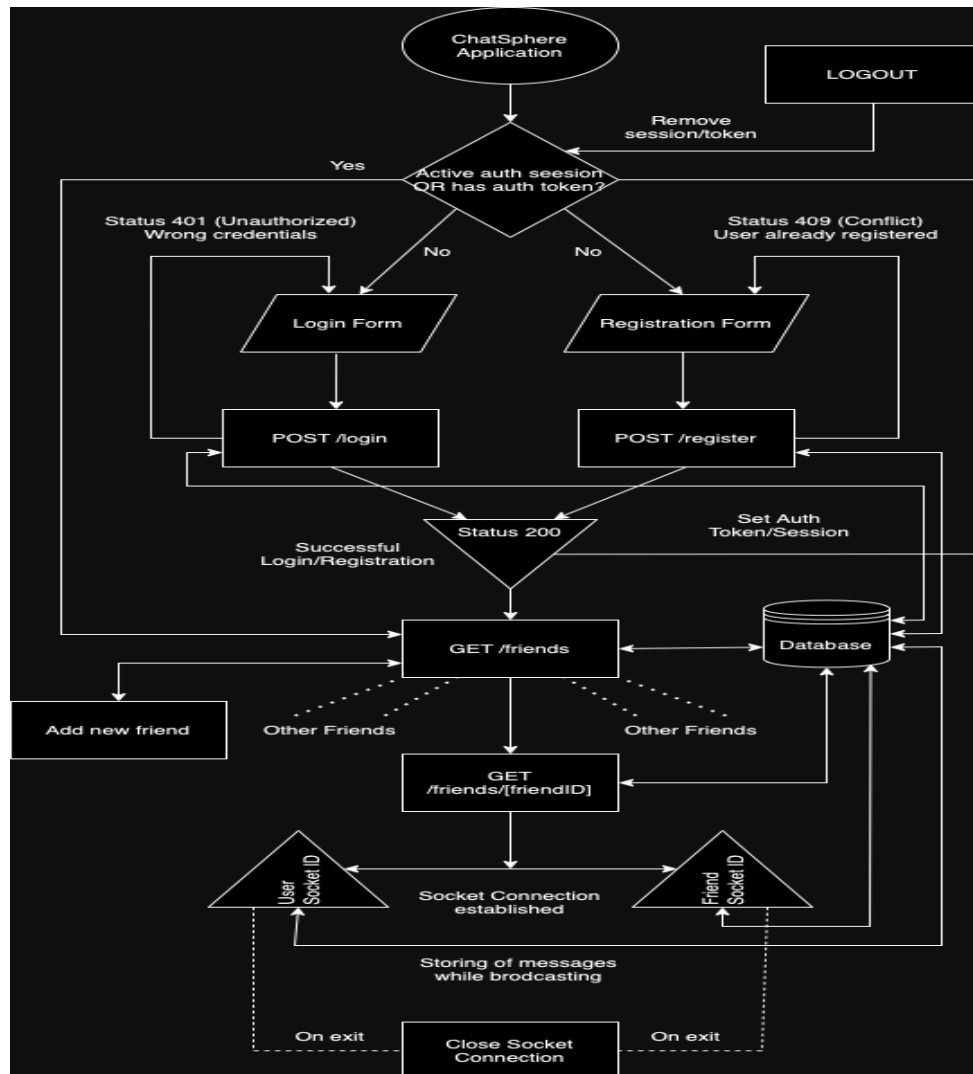 ChatSphere
Application
LOGOUT
Remove
session/token
Yes
Active auth seesion
OR has auth token?
Status 401 (Unauthorized)
Wrong credentials
Status 409 (Conflict)
User already registered
No
No
Login Form
Registration Form
POST /login
POST /register
Status 200
Set Auth
Token/Session
Successful
Login/Registration
GET /friends
Database
Add new friend
Other Friends
Other Friends
GET
/friends/[friendID]
User
Socket ID
Friend
Socket ID
Socket Connection
established
Storing of messages
while brodcasting
On exit
On exit
Close Socket
Connection